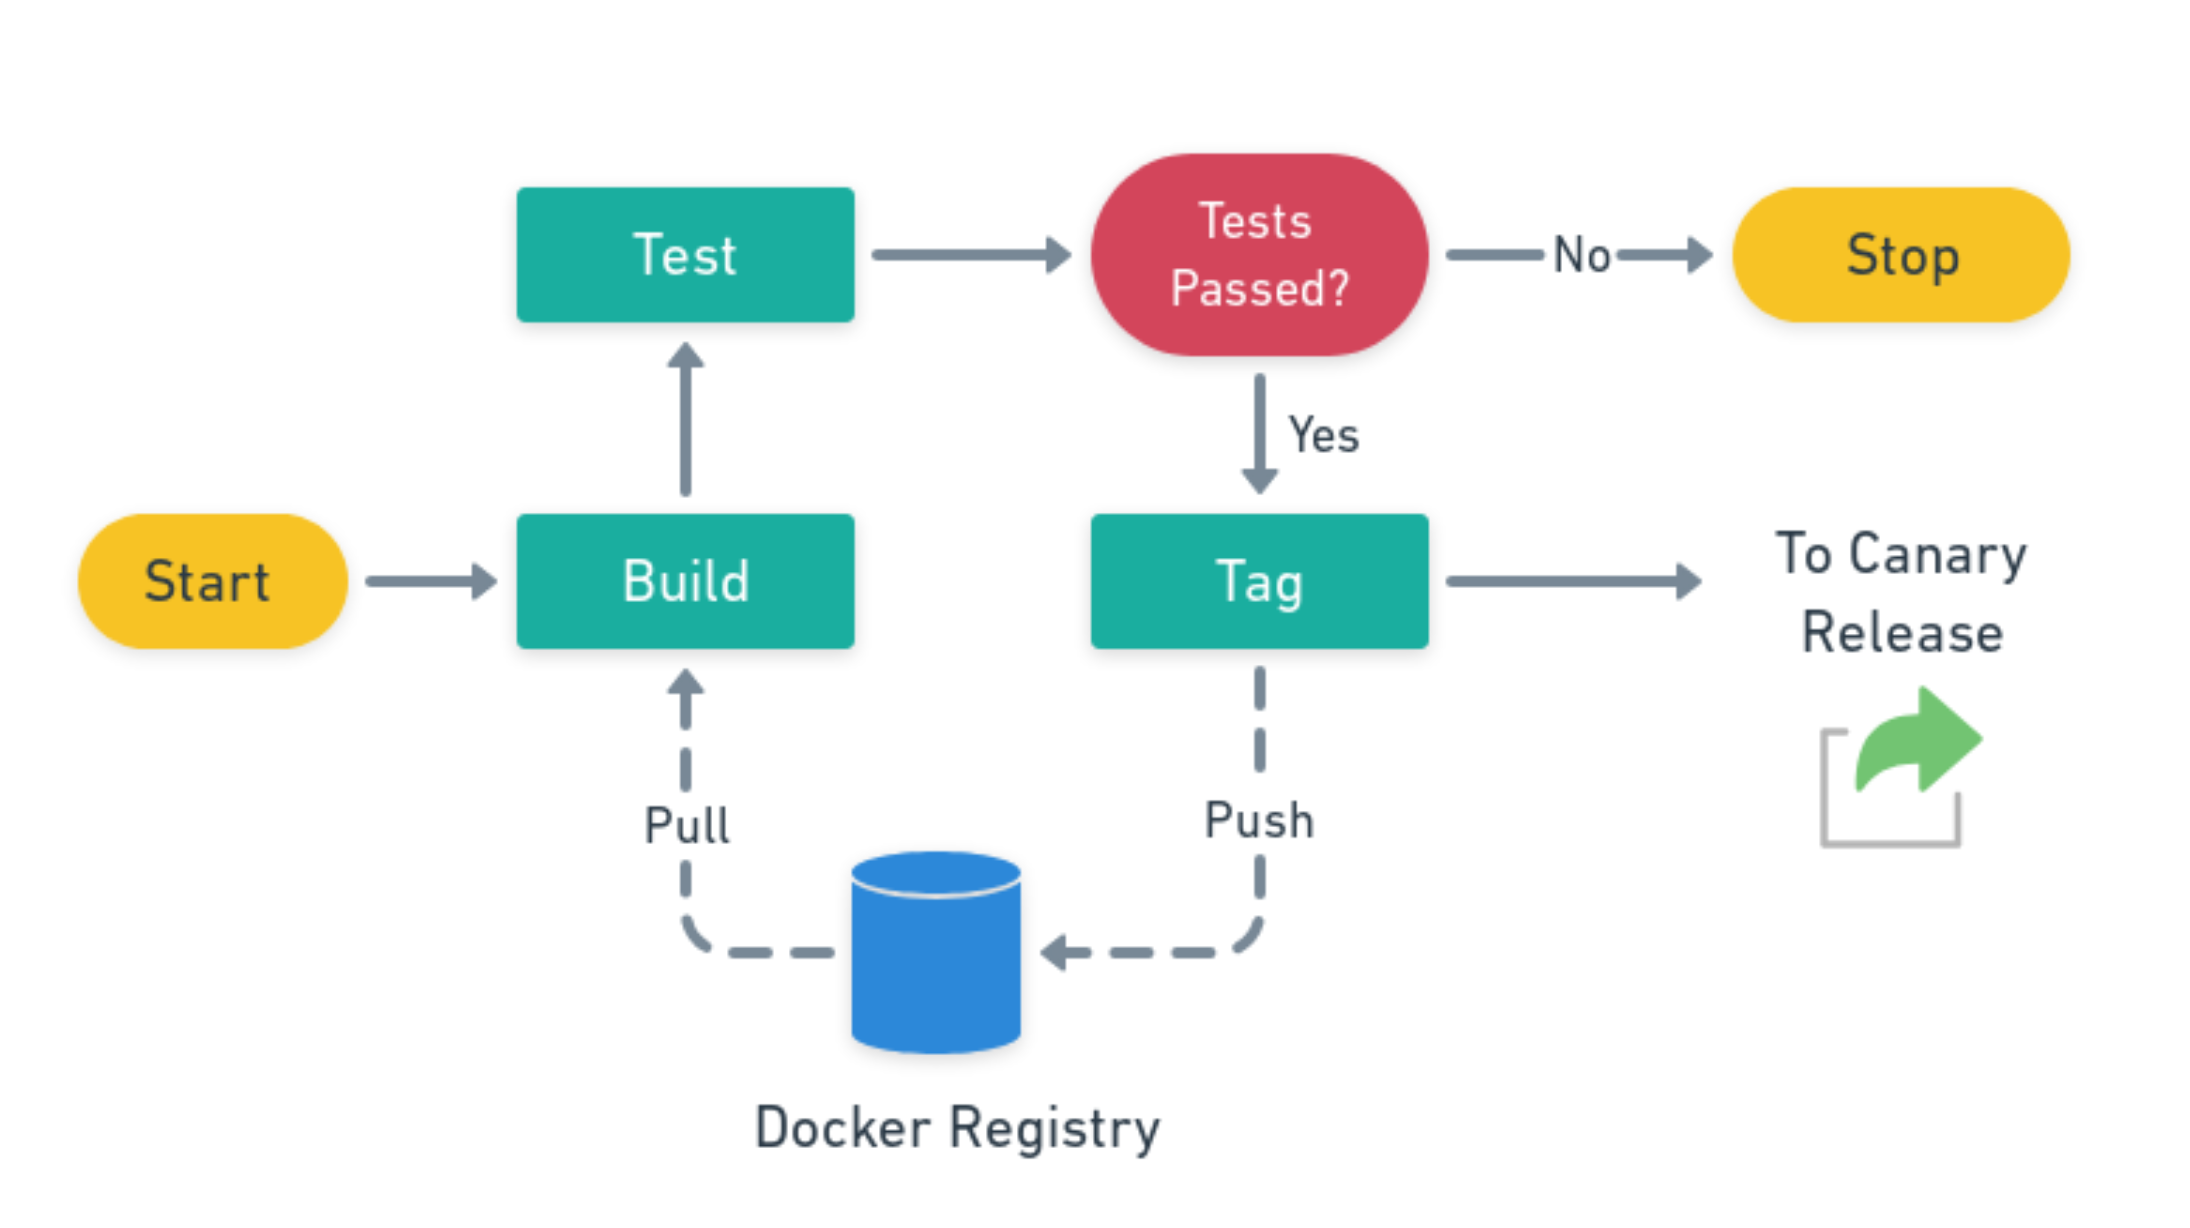 Tests
Passed?
Test
No
Stop
Yes
Start
Build
Tag
To Canary
Release
Pull
Push
Docker Registry